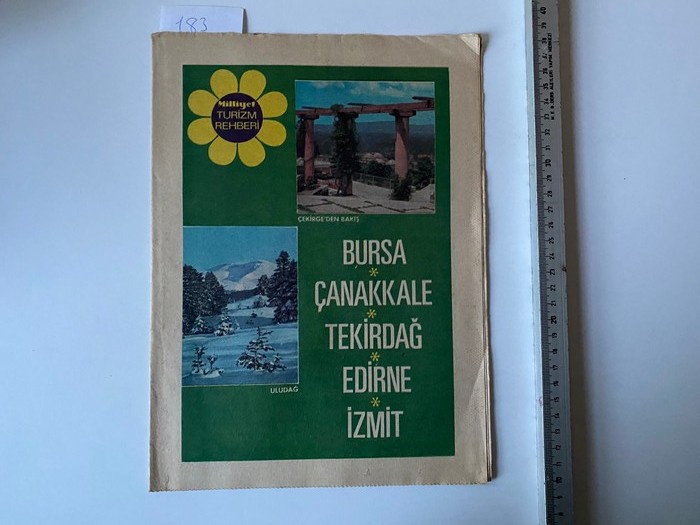 183
Milliyet
TURİZM
REHBERİ
ÇEKİRGE'DEN BAKIŞ
BURSA
*
ÇANAKKALE
*
TEKİRDAĞ
*
EDİRNE
*
İZMİT
ULUDAĞ